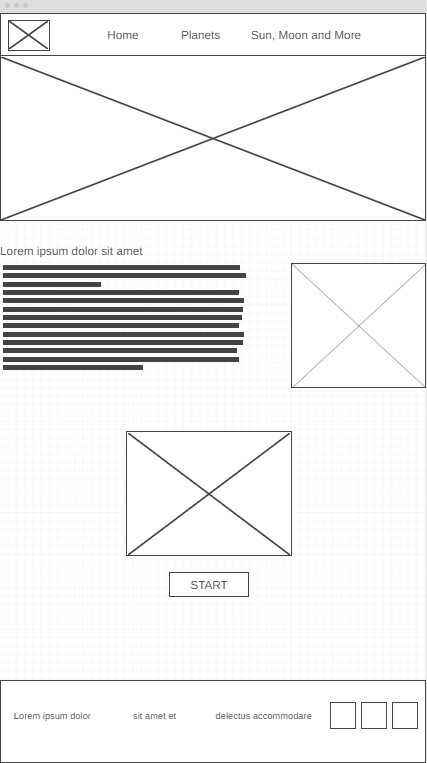 Home Planets Sun, Moon and More
Lorem ipsum dolor sit amet
START
Lorem ipsum dolor sit amet et delectus accommodare